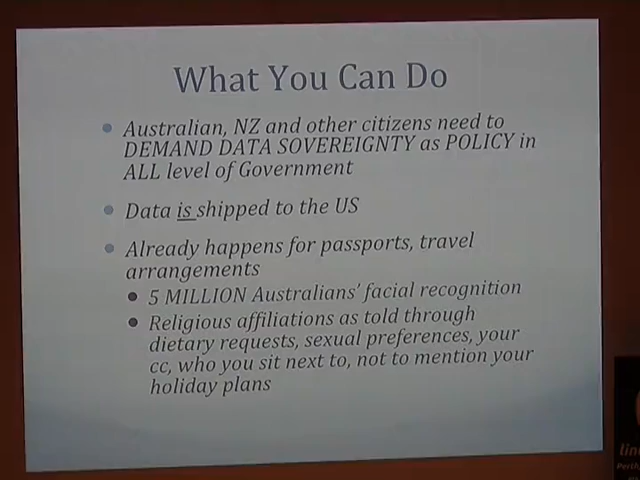 What You Can Do
Australian, NZ and other citizens need to
DEMAND DATA SOVEREIGNTY as POLICY in
ALL level of Government
Data is shipped to the US
Already happens for passports, travel
arrangements
5 MILLION Australians' facial recognition
Religious affiliations as told through
dietary requests, sexual preferences, your
cc, who you sit next to, not to mention your
holiday plans